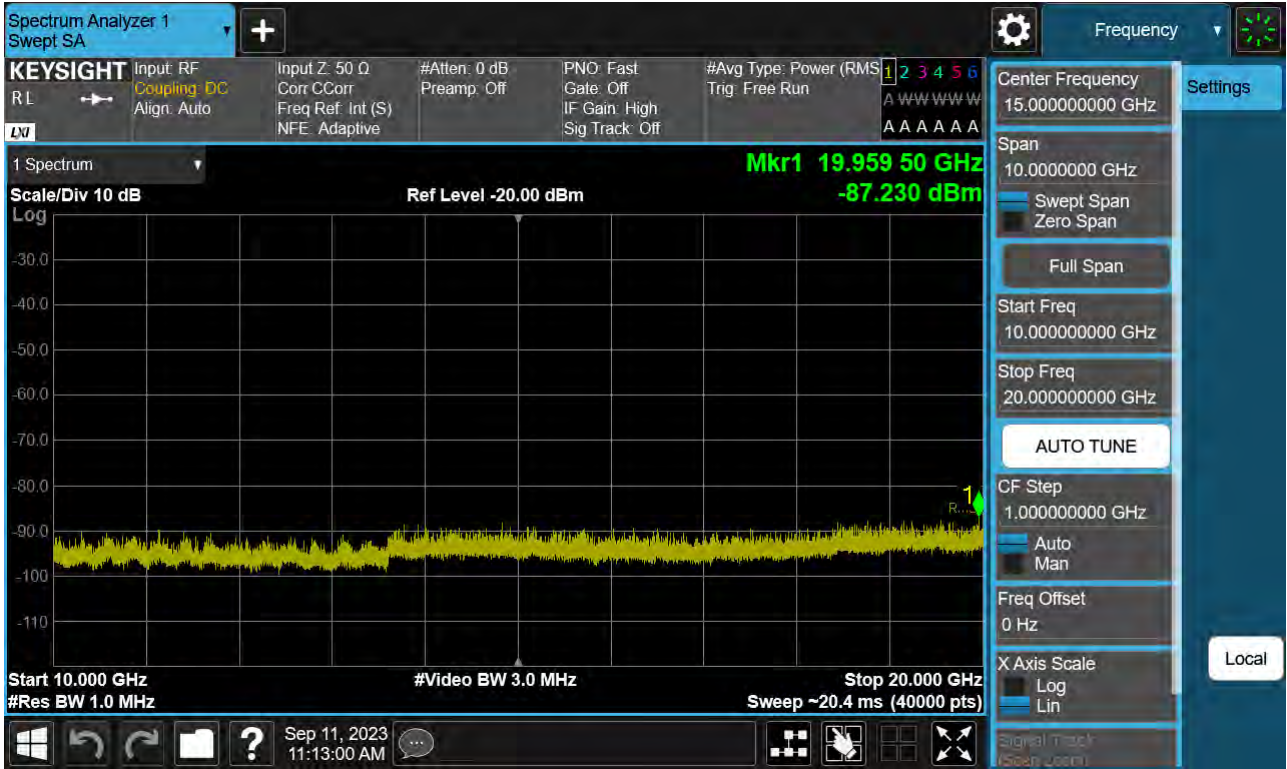 Spectrum Analyzer 1
Swept SA
+
Frequency
KEYSIGHT
R L
LXI
Input: RF
Coupling: DC
Align: Auto
Input Z: 50 Ω
Corr CCorr
Freq Ref: Int (S)
NFE: Adaptive
#Atten: 0 dB
Preamp: Off
PNO: Fast
Gate: Off
IF Gain: High
Sig Track: Off
#Avg Type: Power (RMS
Trig: Free Run
1 2 3 4 5 6
A W W W W W
A A A A A A
1 Spectrum
Scale/Div 10 dB
Ref Level -20.00 dBm
Mkr1 19.959 50 GHz
-87.230 dBm
Log
-30.0
-40.0
-50.0
-60.0
-70.0
-80.0
-90.0
-100
-110
1
Start 10.000 GHz
#Res BW 1.0 MHz
#Video BW 3.0 MHz
Stop 20.000 GHz
Sweep ~20.4 ms (40000 pts)
Center Frequency
15.000000000 GHz
Span
10.0000000 GHz
Swept Span
Zero Span
Full Span
Start Freq
10.000000000 GHz
Stop Freq
20.000000000 GHz
AUTO TUNE
CF Step
1.000000000 GHz
Auto
Man
Freq Offset
0 Hz
X Axis Scale
Log
Lin
Signal Track
(Span Zoom)
Settings
Local
?
Sep 11, 2023
11:13:00 AM